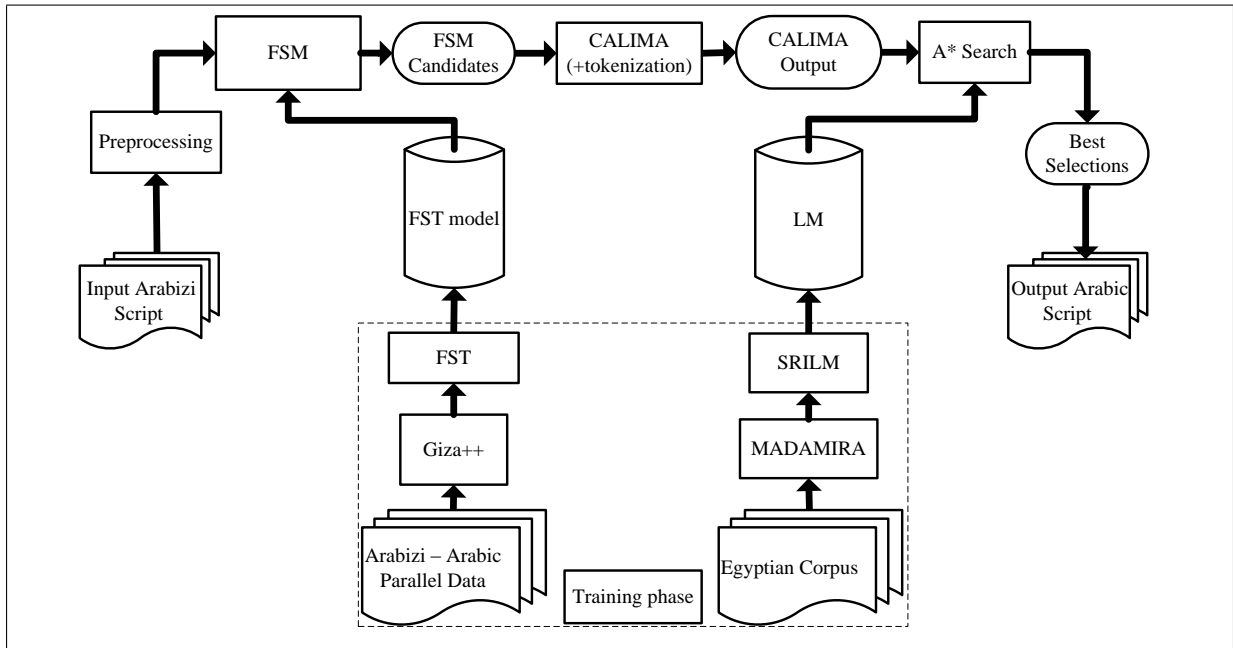 FSM
FSM
Candidates
CALIMA
(+tokenization)
CALIMA
Output
A* Search
Preprocessing
Best
Selections
FST model
LM
Input Arabizi
Script
Output Arabic
Script
FST
SRILM
Giza++
MADAMIRA
Arabizi – Arabic
Parallel Data
Egyptian Corpus
Training phase